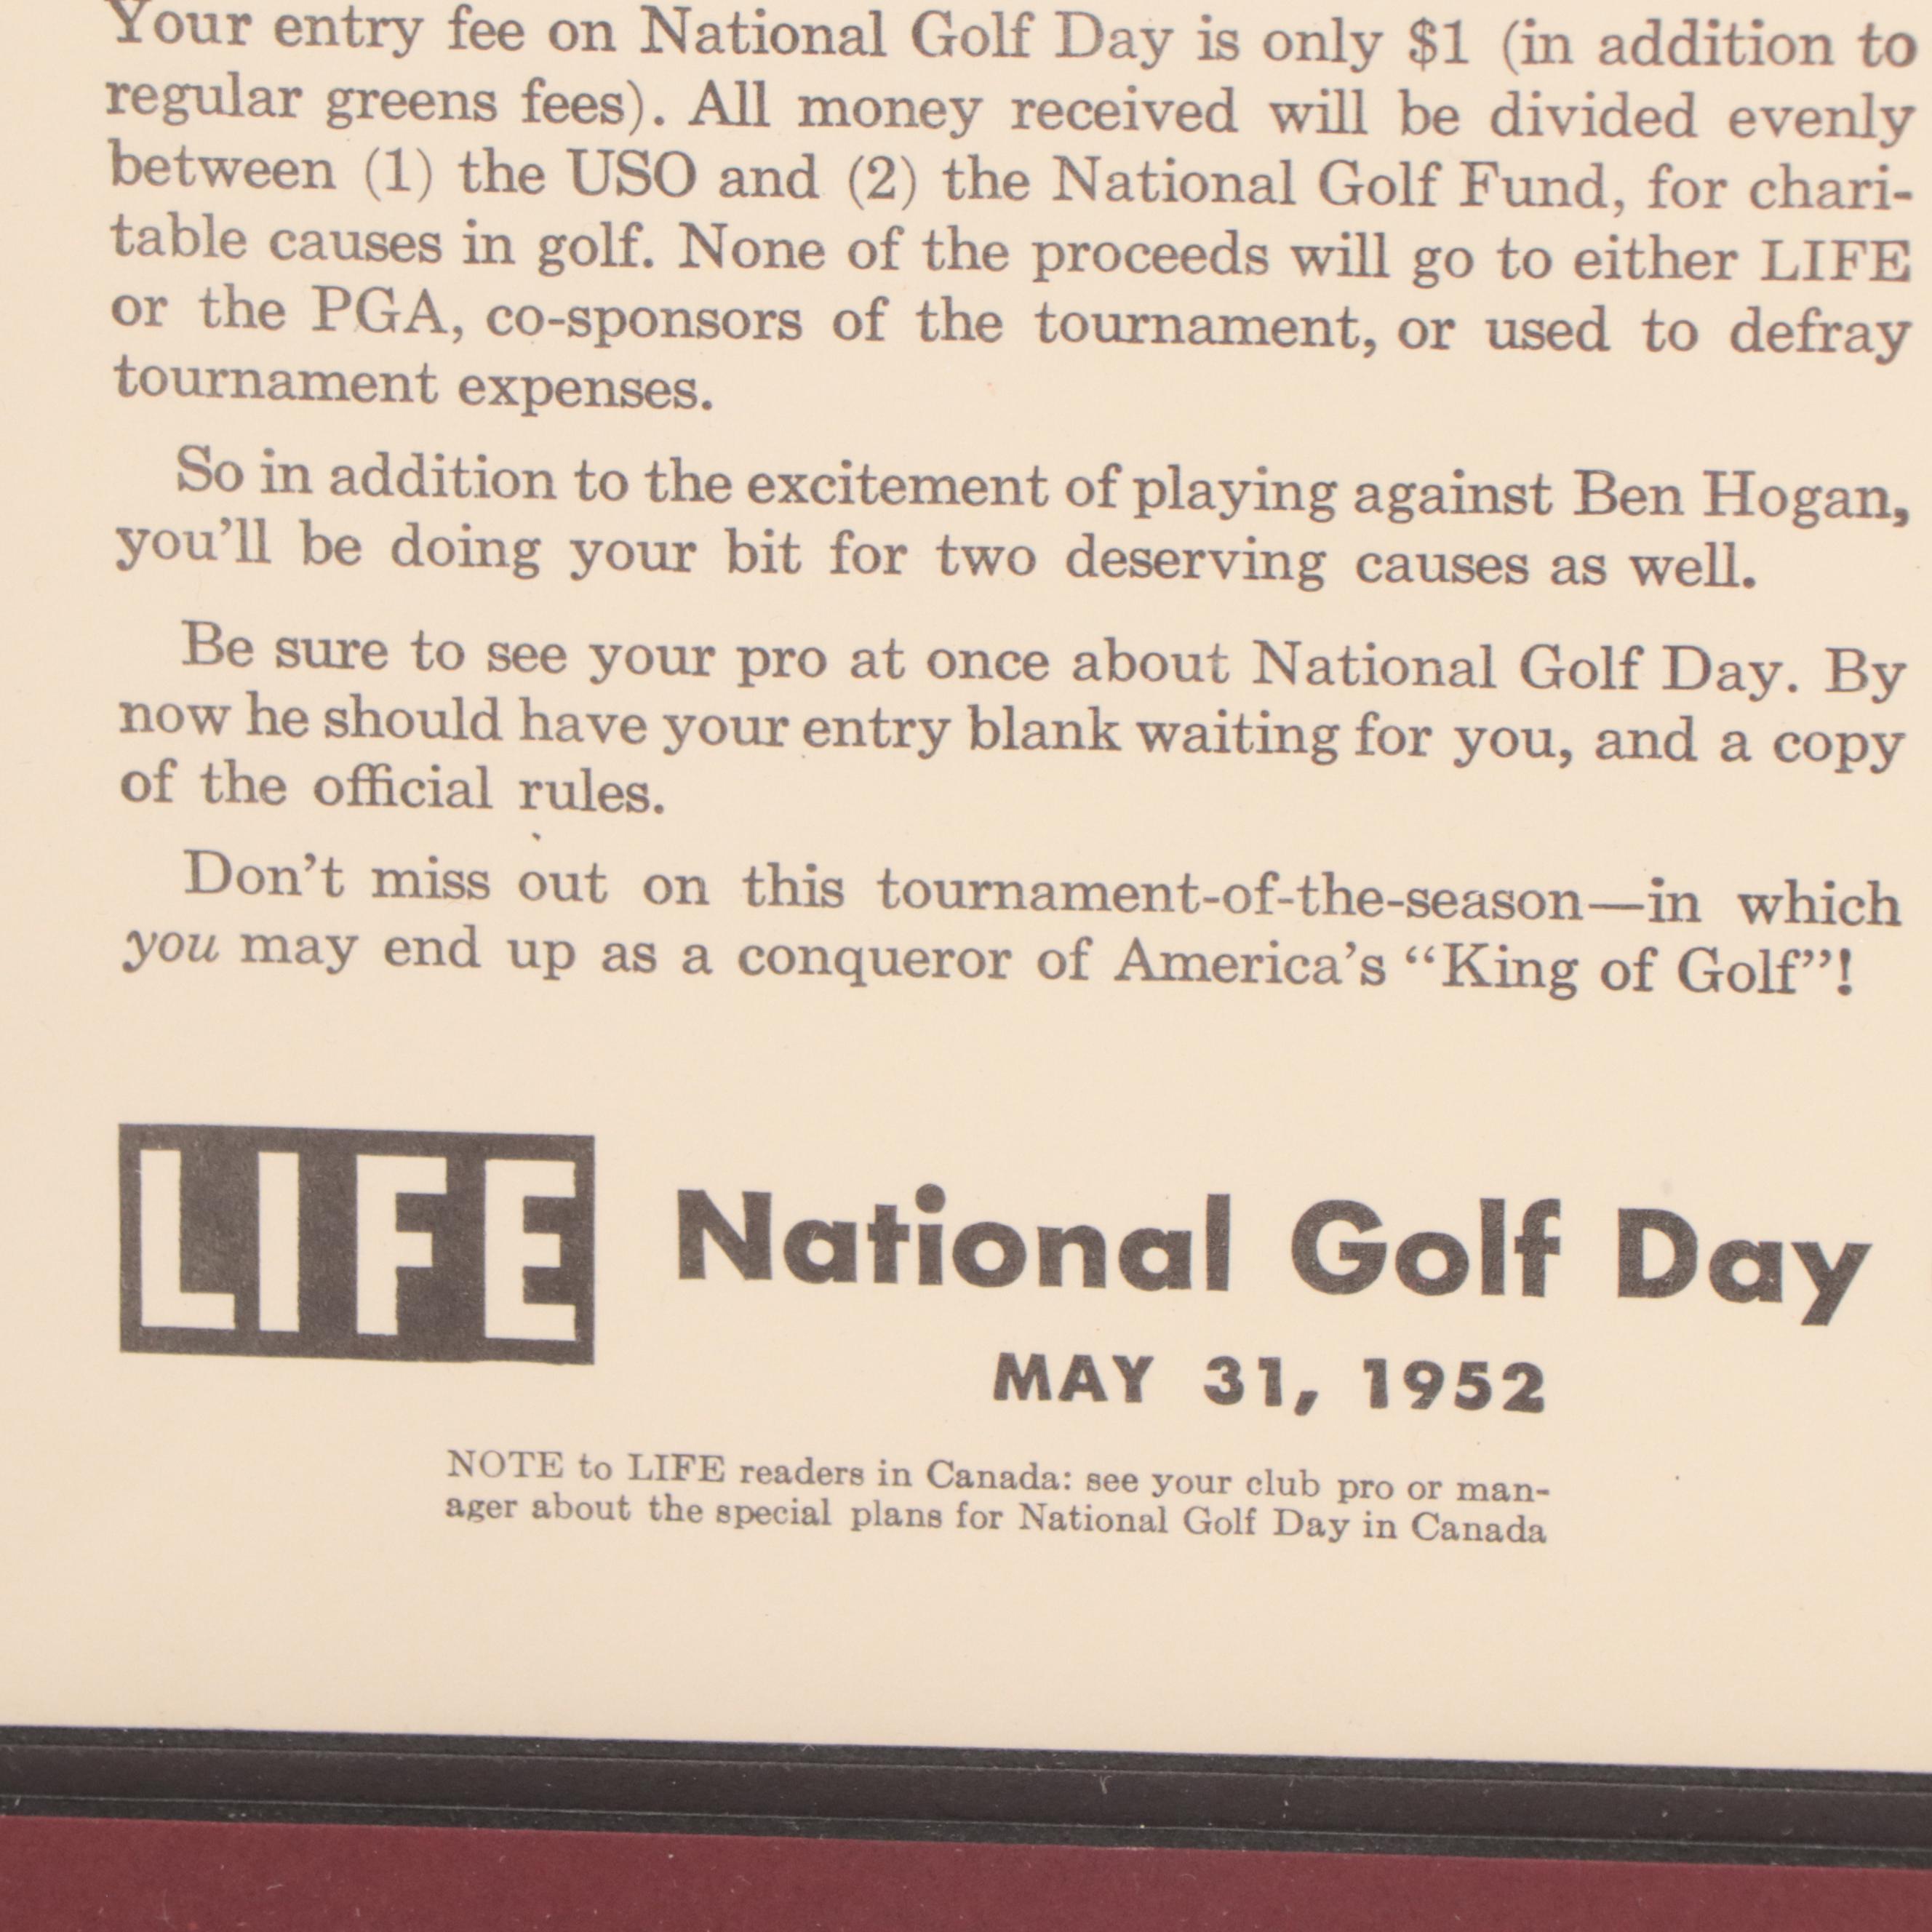 Your entry fee on National Golf Day is only $1 (in addition to
regular greens fees). All money received will be divided evenly
between (1) the USO and (2) the National Golf Fund, for chari-
table causes in golf. None of the proceeds will go to either LIFE
or the PGA, co-sponsors of the tournament, or used to defray
tournament expenses.
So in addition to the excitement of playing against Ben Hogan,
you'll be doing your bit for two deserving causes as well.
Be sure to see your pro at once about National Golf Day. By
now he should have your entry blank waiting for you, and a copy
of the official rules.
Don't miss out on this tournament-of-the-season—in which
you may end up as a conqueror of America's “King of Golf”!
LIFE National Golf Day
MAY 31, 1952
NOTE to LIFE readers in Canada: see your club pro or man-
ager about the special plans for National Golf Day in Canada